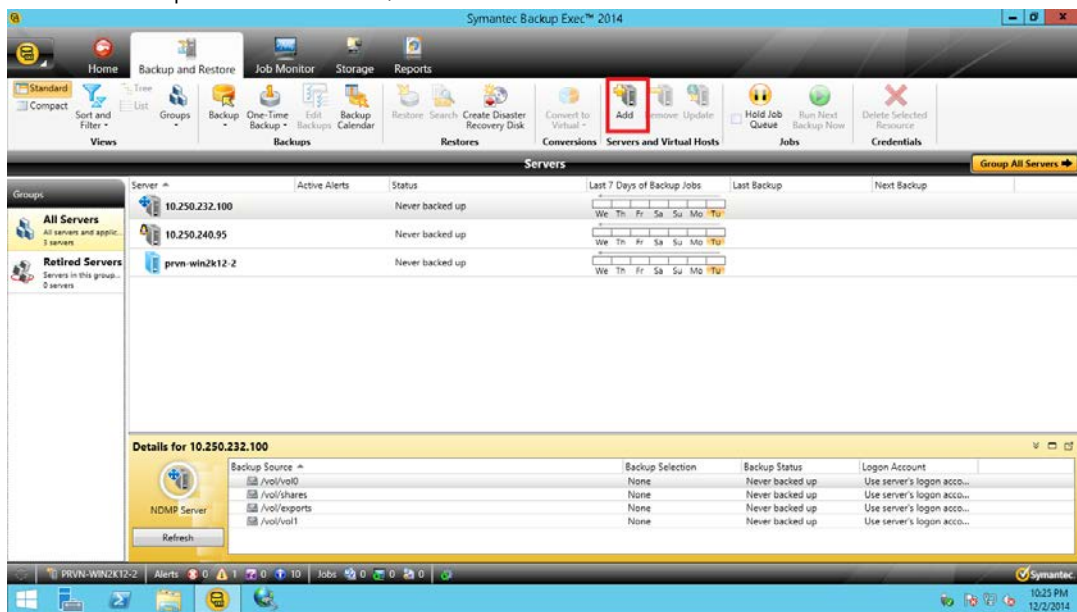 Symantec Backup Exec™ 2014
Home
Backup and Restore
Job Monitor
Storage
Reports
Standard
Compact
Sort and
Filter
Tree
List
Groups
Views
Backup
One-Time
Backup
Edit
Backups
Backup
Calendar
Backups
Restore
Search
Create Disaster
Recovery Disk
Restores
Convert to
Virtual
Conversions
Add
Update
Servers and Virtual Hosts
Hold Job
Queue
Run Next
Backup Now
Jobs
Delete Selected
Resource
Credentials
Servers
Group All Servers
Groups
All Servers
All servers and applic...
3 servers
Retired Servers
Servers in this group...
0 servers
Server Active Alerts Status Last 7 Days of Backup Jobs Last Backup Next Backup
10.250.232.100 Never backed up
We Th Fr Sa Su Mo Tu
10.250.240.95 Never backed up
We Th Fr Sa Su Mo Tu
prvn-win2k12-2 Never backed up
We Th Fr Sa Su Mo Tu
Details for 10.250.232.100
NDMP Server
Refresh
Backup Source Backup Selection Backup Status Logon Account
/vol/vol0 None Never backed up Use server's logon acco...
/vol/shares None Never backed up Use server's logon acco...
/vol/exports None Never backed up Use server's logon acco...
/vol/vol1 None Never backed up Use server's logon acco...
PRVN-WIN2K12-2 Alerts 0 1 0 10 Jobs 0 0 0
Symantec.
10:25 PM
12/2/2014